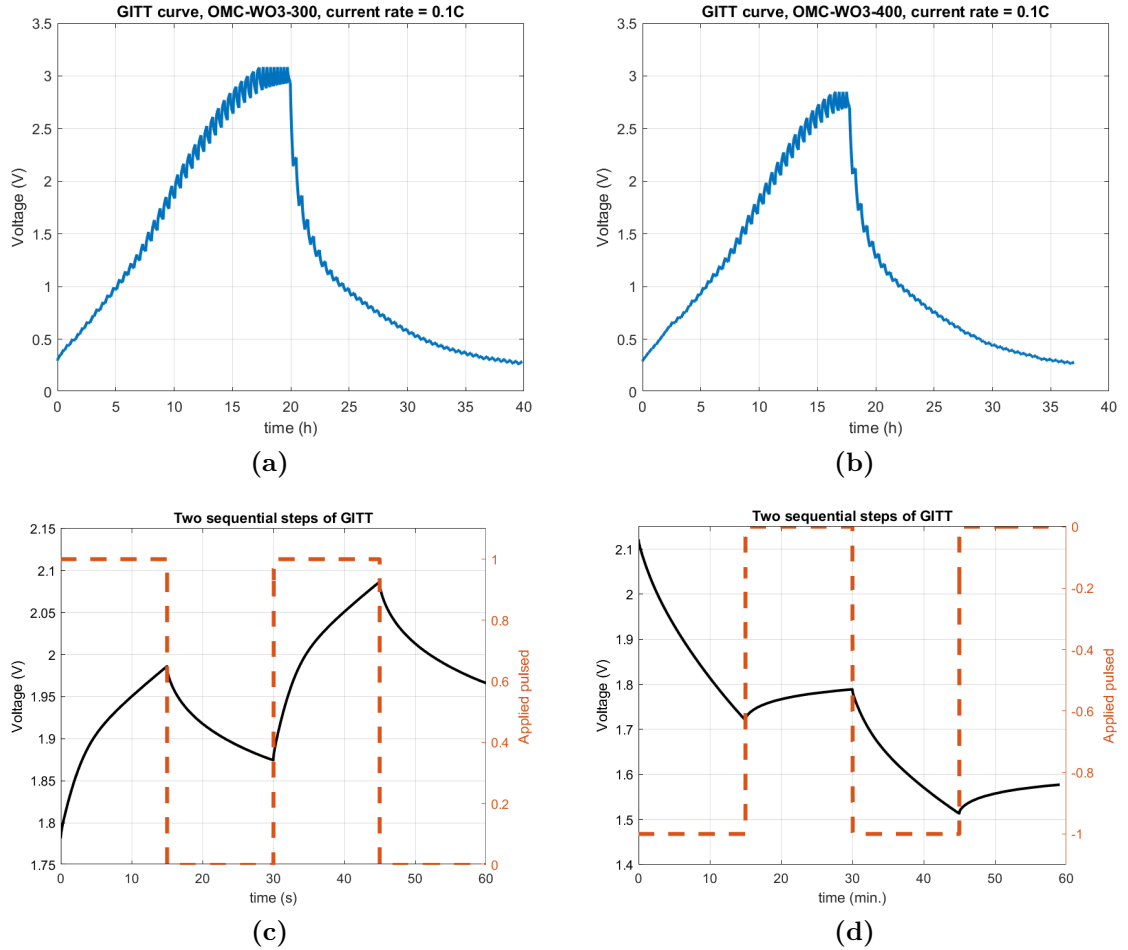 GITT curve, OMC-WO3-300, current rate = 0.1C
3.5
3
2.5
2
1.5
1
0.5
0
Voltage (V)
0 5 10 15 20 25 30 35 40
time (h)
(a)
GITT curve, OMC-WO3-400, current rate = 0.1C
3.5
3
2.5
2
1.5
1
0.5
0
Voltage (V)
0 5 10 15 20 25 30 35 40
time (h)
(b)
Two sequential steps of GITT
2.15
2.1
2.05
2
1.95
1.9
1.85
1.8
1.75
Voltage (V)
1
0.8
0.6
0.4
0.2
0
Applied pulsed
0 10 20 30 40 50 60
time (s)
(c)
Two sequential steps of GITT
2.1
2
1.9
1.8
1.7
1.6
1.5
1.4
Voltage (V)
0
-0.2
-0.4
-0.6
-0.8
-1
Applied pulsed
0 10 20 30 40 50 60
time (min.)
(d)